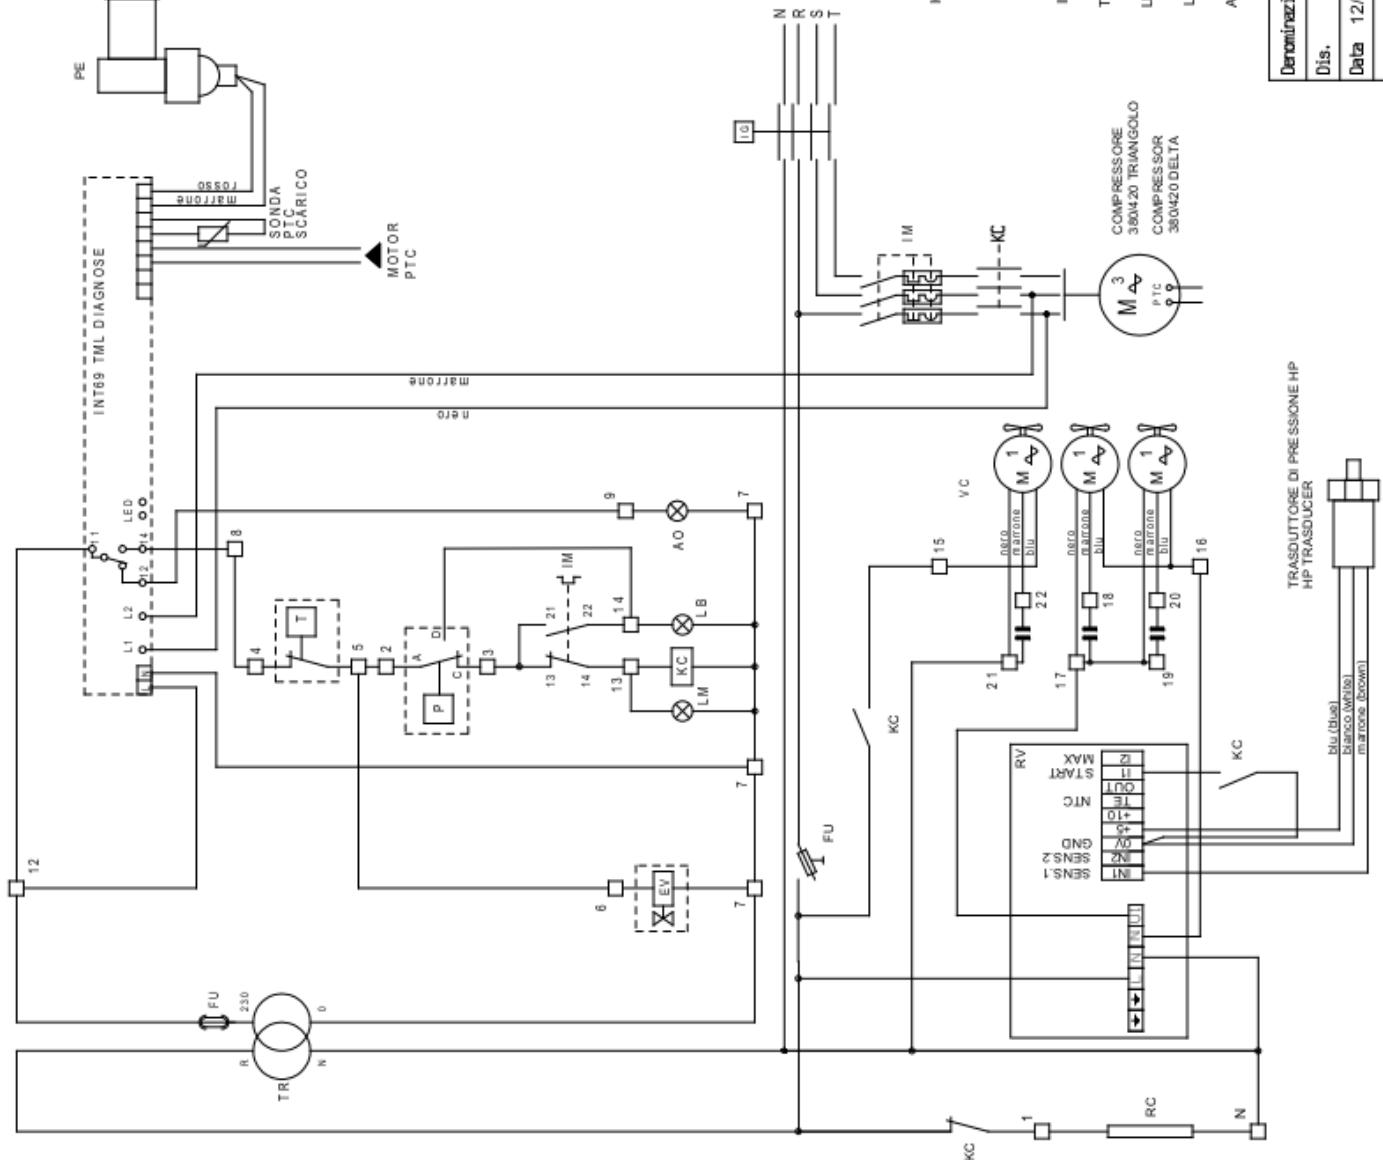 PE
rosso
marrone
SONDA
PTC
SCARICO
MOTOR
PTC
INT69 TML DIAGNOSE
L
N
L1
L2
12
14
11
LED
marrone
nero
8
9
AO
7
4
T
5
2
A
D
C
P
3
21
22
13
14
IM
14
LB
13
KC
LM
7
12
6
EV
7
FU
230
0
R
N
TR
N
R
S
T
IG
IM
KC
COMPRESSORE
380/420 TRIANGOLO
COMPRESSOR
380/420 DELTA
M 3
PTC
Denominazi
Dis.
Data 12/
VC
M 1
M 1
M 1
nero
marrone
blu
nero
marrone
blu
nero
marrone
blu
15
16
22
18
20
21
17
19
KC
FU
RV
I2
MAX
I1
START
OUT
TE
NTC
+10
+5
0V
GND
IN2
SENS.2
IN1
SENS.1
KC
L
N
N
U1
TRASDUTTORE DI PRESSIONE HP
HP TRASDUCER
blu (blue)
bianco (white)
marrone (brown)
KC
1
RC
N